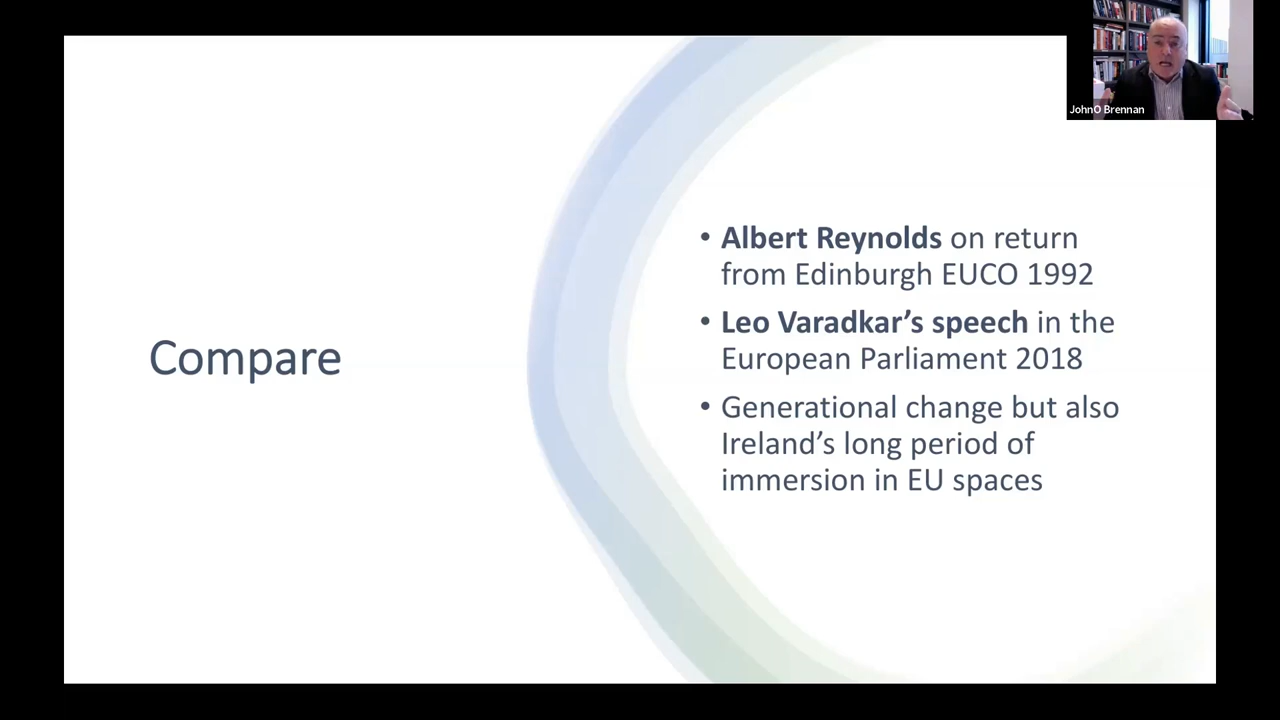 JohnO Brennan
Compare
• Albert Reynolds on return
from Edinburgh EUCO 1992
• Leo Varadkar’s speech in the
European Parliament 2018
• Generational change but also
Ireland’s long period of
immersion in EU spaces